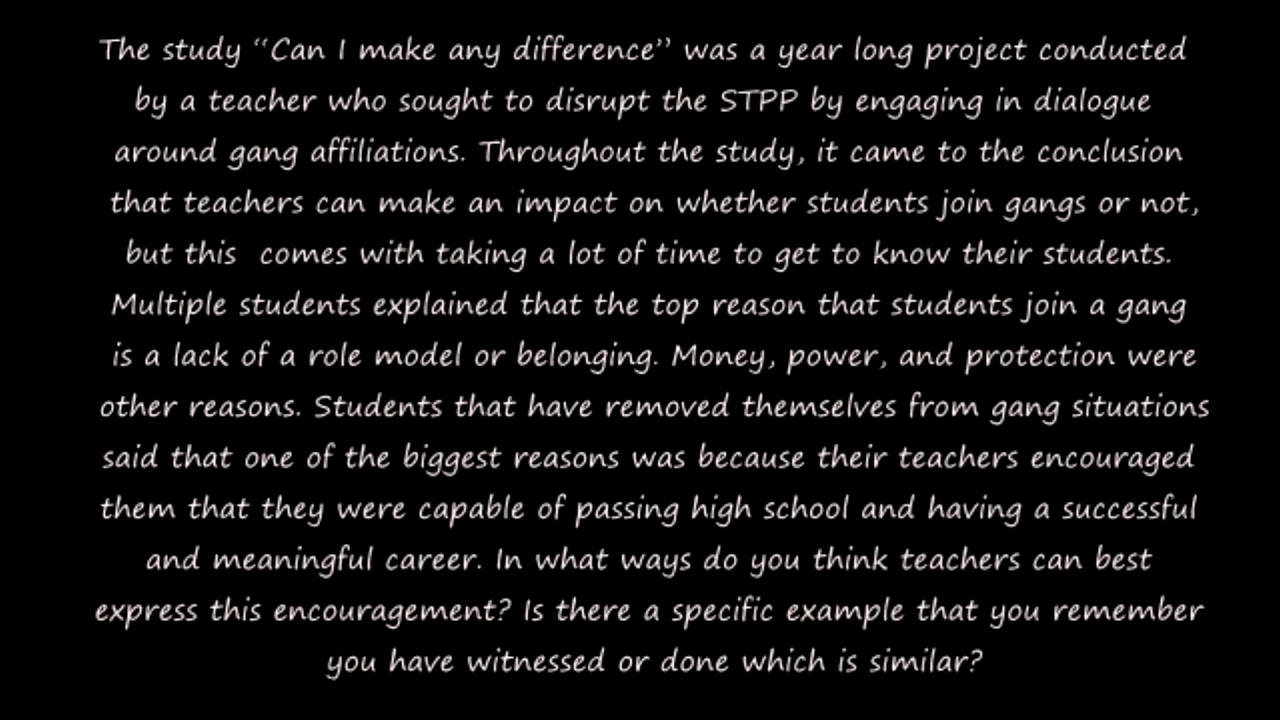 The study “Can I make any difference” was a year long project conducted
by a teacher who sought to disrupt the STPP by engaging in dialogue
around gang affiliations. Throughout the study, it came to the conclusion
that teachers can make an impact on whether students join gangs or not,
but this  comes with taking a lot of time to get to know their students.
Multiple students explained that the top reason that students join a gang
is a lack of a role model or belonging. Money, power, and protection were
other reasons. Students that have removed themselves from gang situations
said that one of the biggest reasons was because their teachers encouraged
them that they were capable of passing high school and having a successful
and meaningful career. In what ways do you think teachers can best
express this encouragement? Is there a specific example that you remember
you have witnessed or done which is similar?